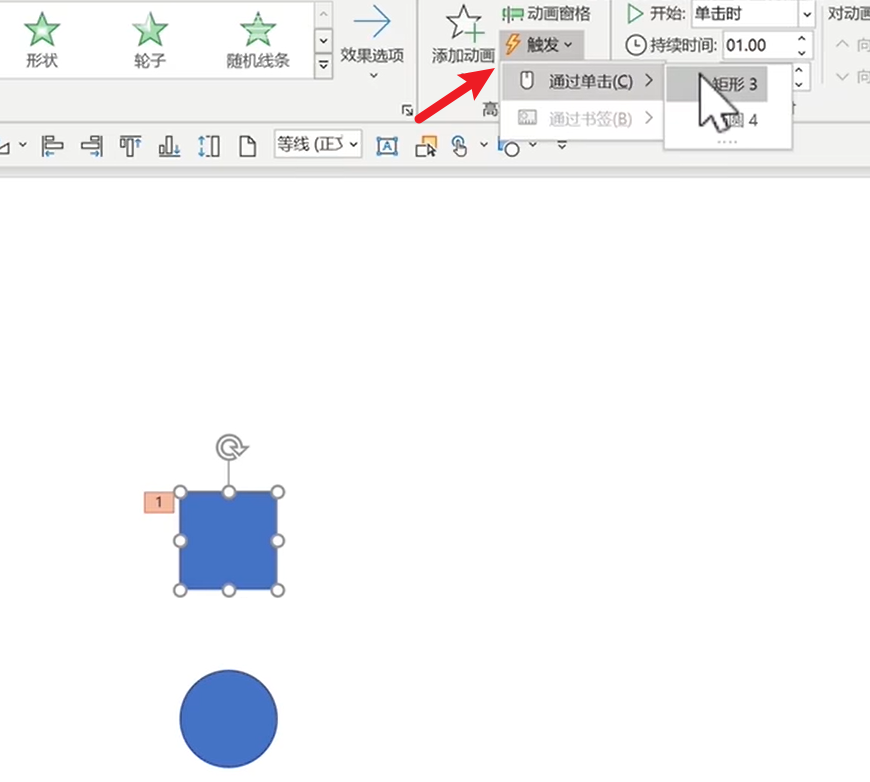 动画窗格
开始: 单击时
对动画
形状
轮子
随机线条
效果选项
添加动画
触发
持续时间: 01.00
向
通过单击(C)
矩形 3
向
高
通过书签(B)
圆 4
等线 (正文
A
1